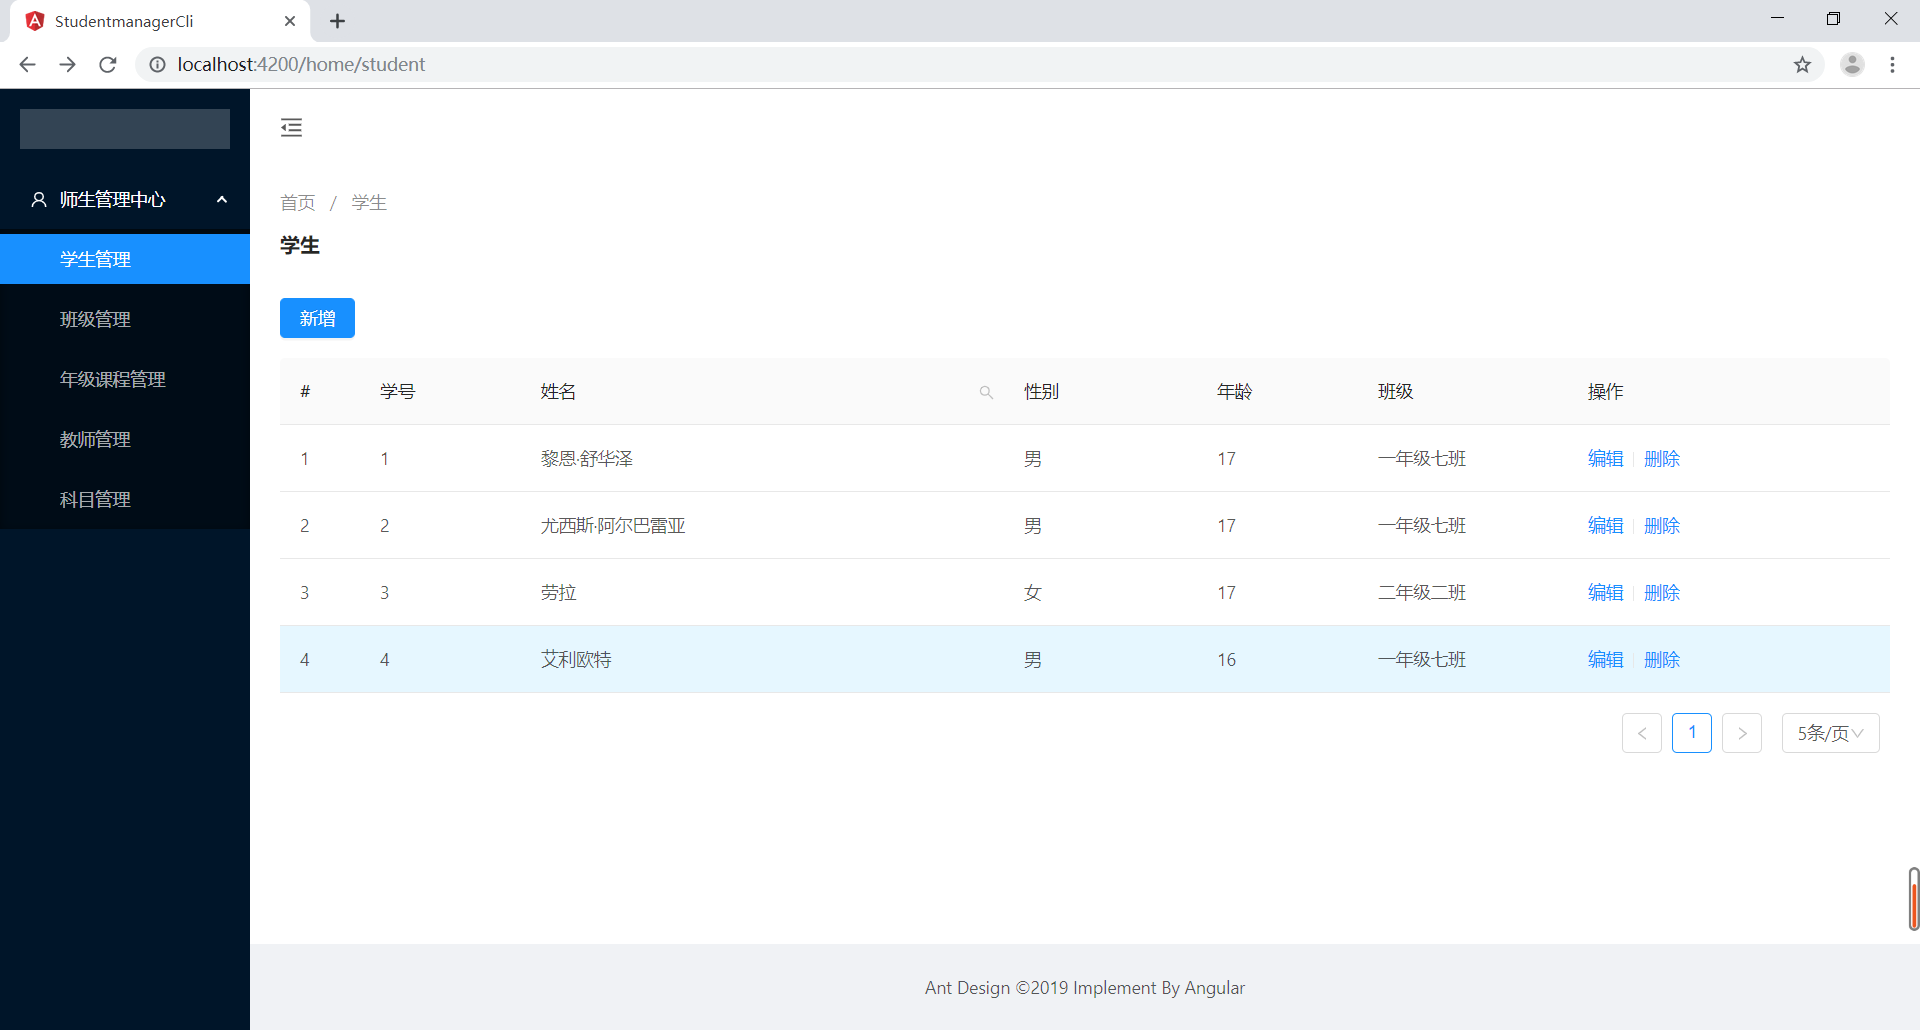 StudentmanagerCli
localhost:4200/home/student
师生管理中心
学生管理
班级管理
年级课程管理
教师管理
科目管理
首页 / 学生
学生
新增
# 学号 姓名 性别 年龄 班级 操作
1 1 黎恩·舒华泽 男 17 一年级七班 编辑 删除
2 2 尤西斯·阿尔巴雷亚 男 17 一年级七班 编辑 删除
3 3 劳拉 女 17 二年级二班 编辑 删除
4 4 艾利欧特 男 16 一年级七班 编辑 删除
< 1 > 5条/页
Ant Design ©2019 Implement By Angular